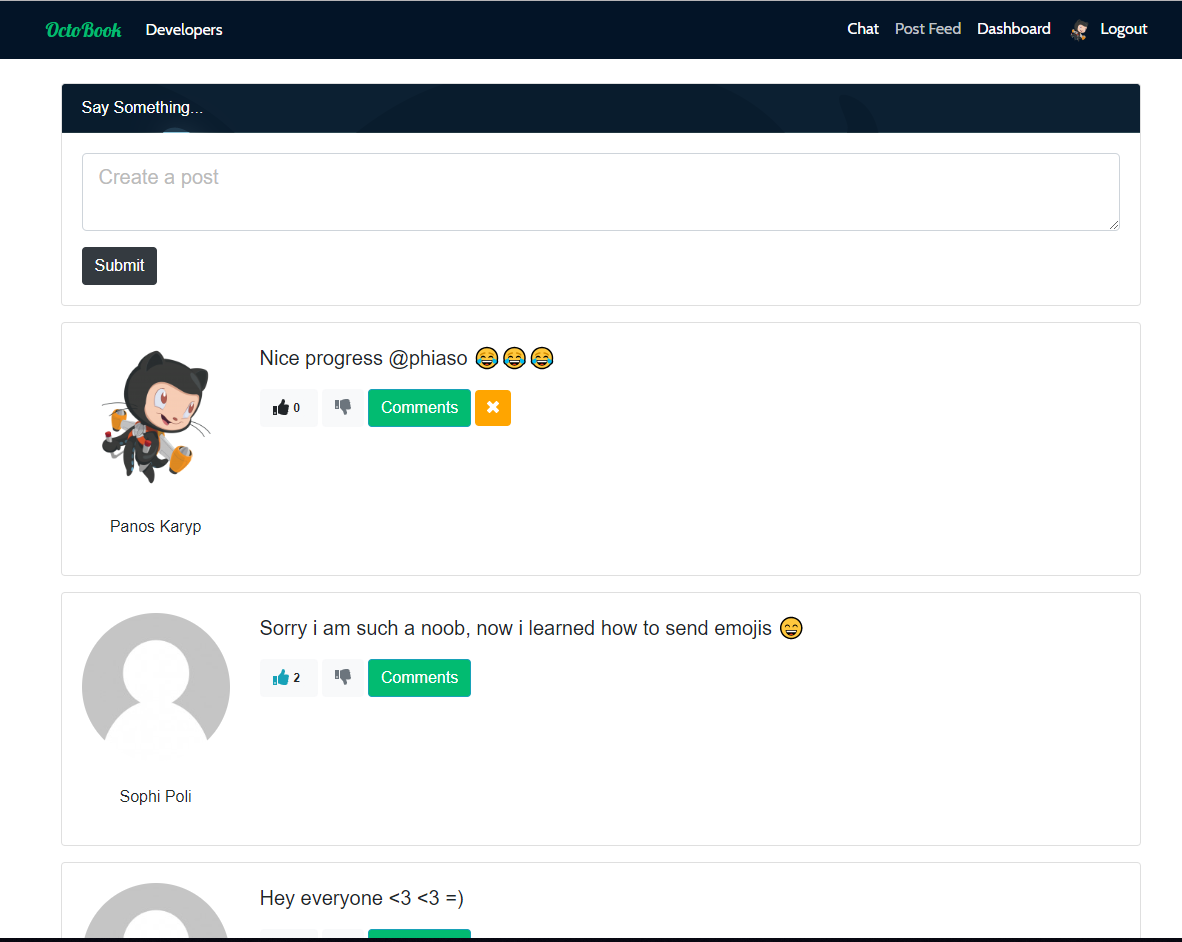 OctoBook Developers Chat Post Feed Dashboard Logout
Say Something...
Create a post
Submit
Nice progress @phiaso 😂😂😂
0 Comments
Panos Karyp
Sorry i am such a noob, now i learned how to send emojis 😄
2 Comments
Sophi Poli
Hey everyone <3 <3 =)